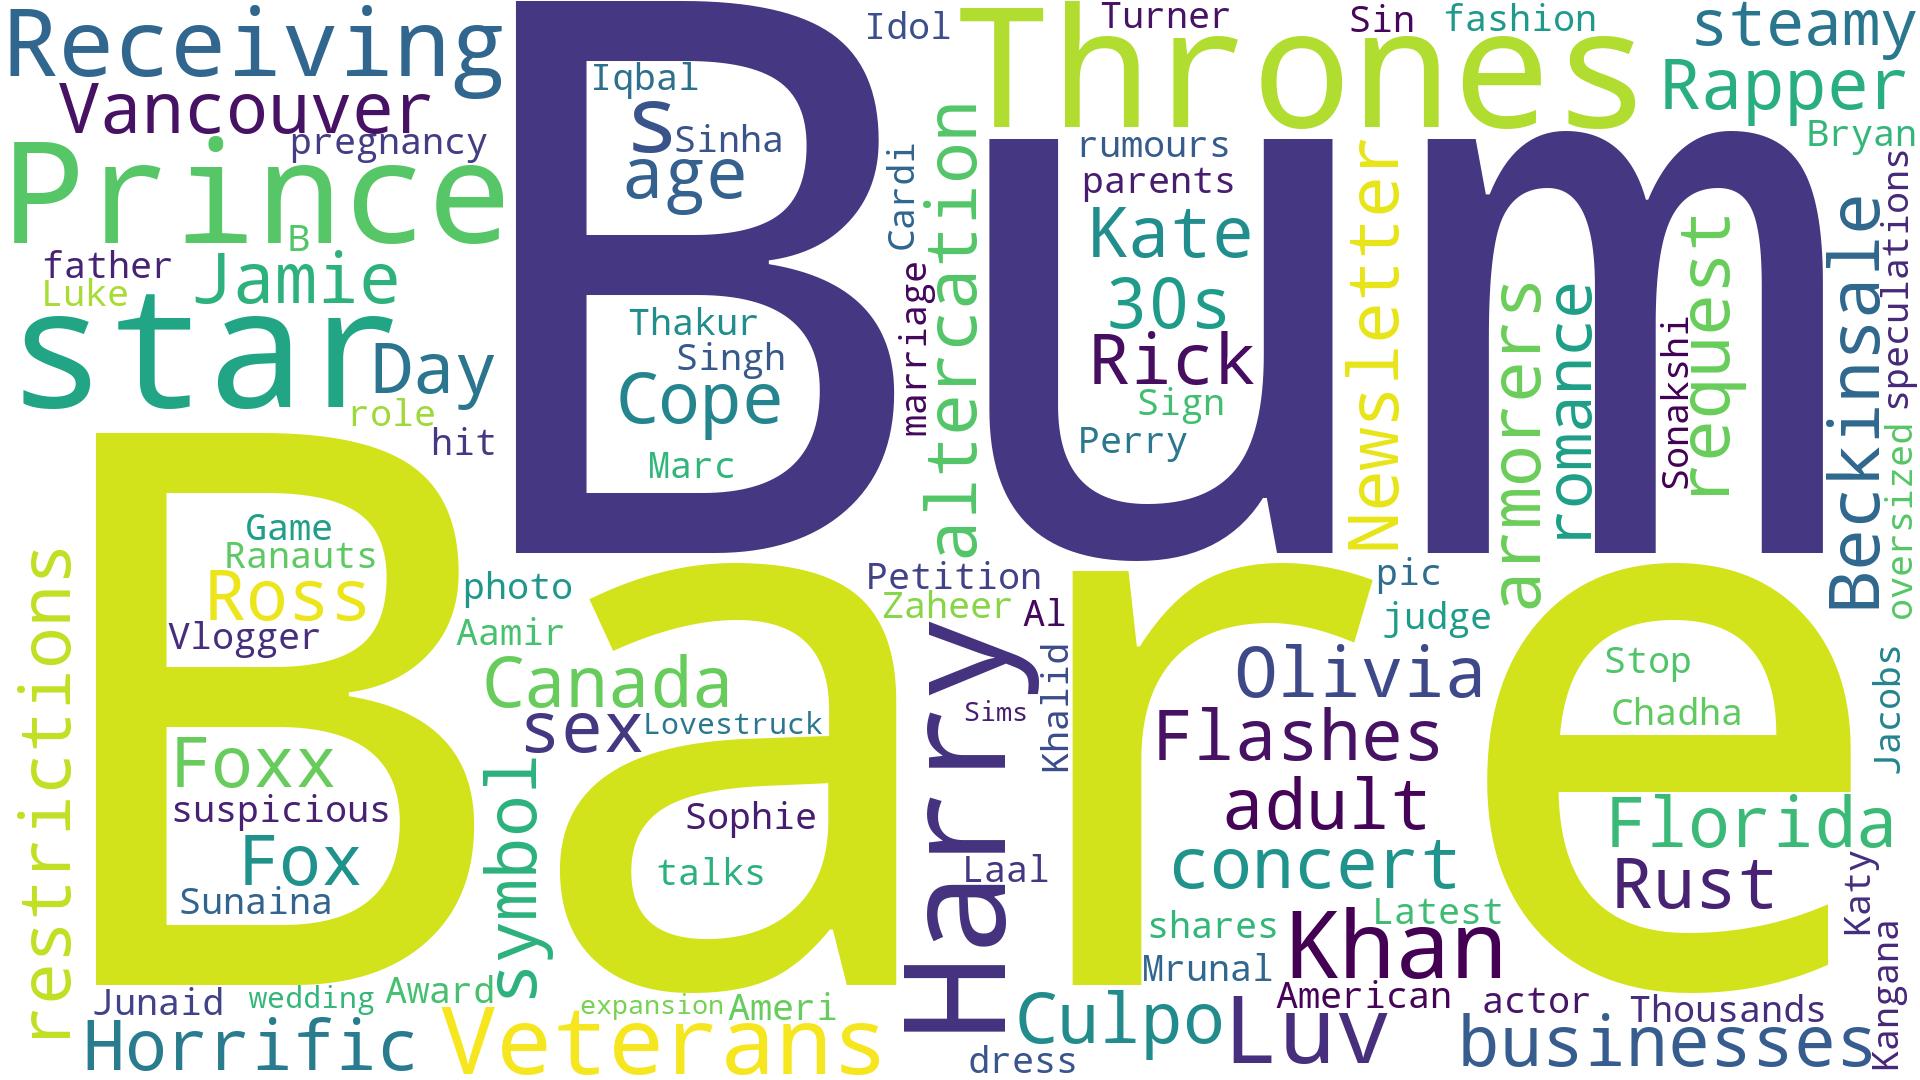 Receiving
Vancouver
pregnancy
Prince
B
father
Jamie
Luke
star
Day
role
hit
Bum
Iqbal
s
Sinha
age
Thakur
Singh
Cope
Marc
Idol
Thrones
Turner
Sin
fashion
steamy
Rapper
Bryan
Cardi
marriage
altercation
rumours
parents
Kate
30s
Rick
Sign
Perry
Newsletter
armorers
romance
Sonakshi
request
Beckinsale
speculations
oversized
Bare
restrictions
Game
Ranauts
Ross
Vlogger
Foxx
suspicious
Fox
Sunaina
photo
Aamir
Canada
sex
Lovestruck
symbol
Sophie
talks
Petition
Zaheer
Al
Harry
Sims
Khalid
Laal
pic
judge
Olivia
Flashes
adult
concert
shares
Latest
Khan
Mrunal
Stop
Chadha
Jacobs
Florida
Rust
Katy
Kangana
Junaid
wedding
Award
Horrific
Veterans
expansion
Ameri
Culpo
dress
Luv
American
actor
Thousands
businesses